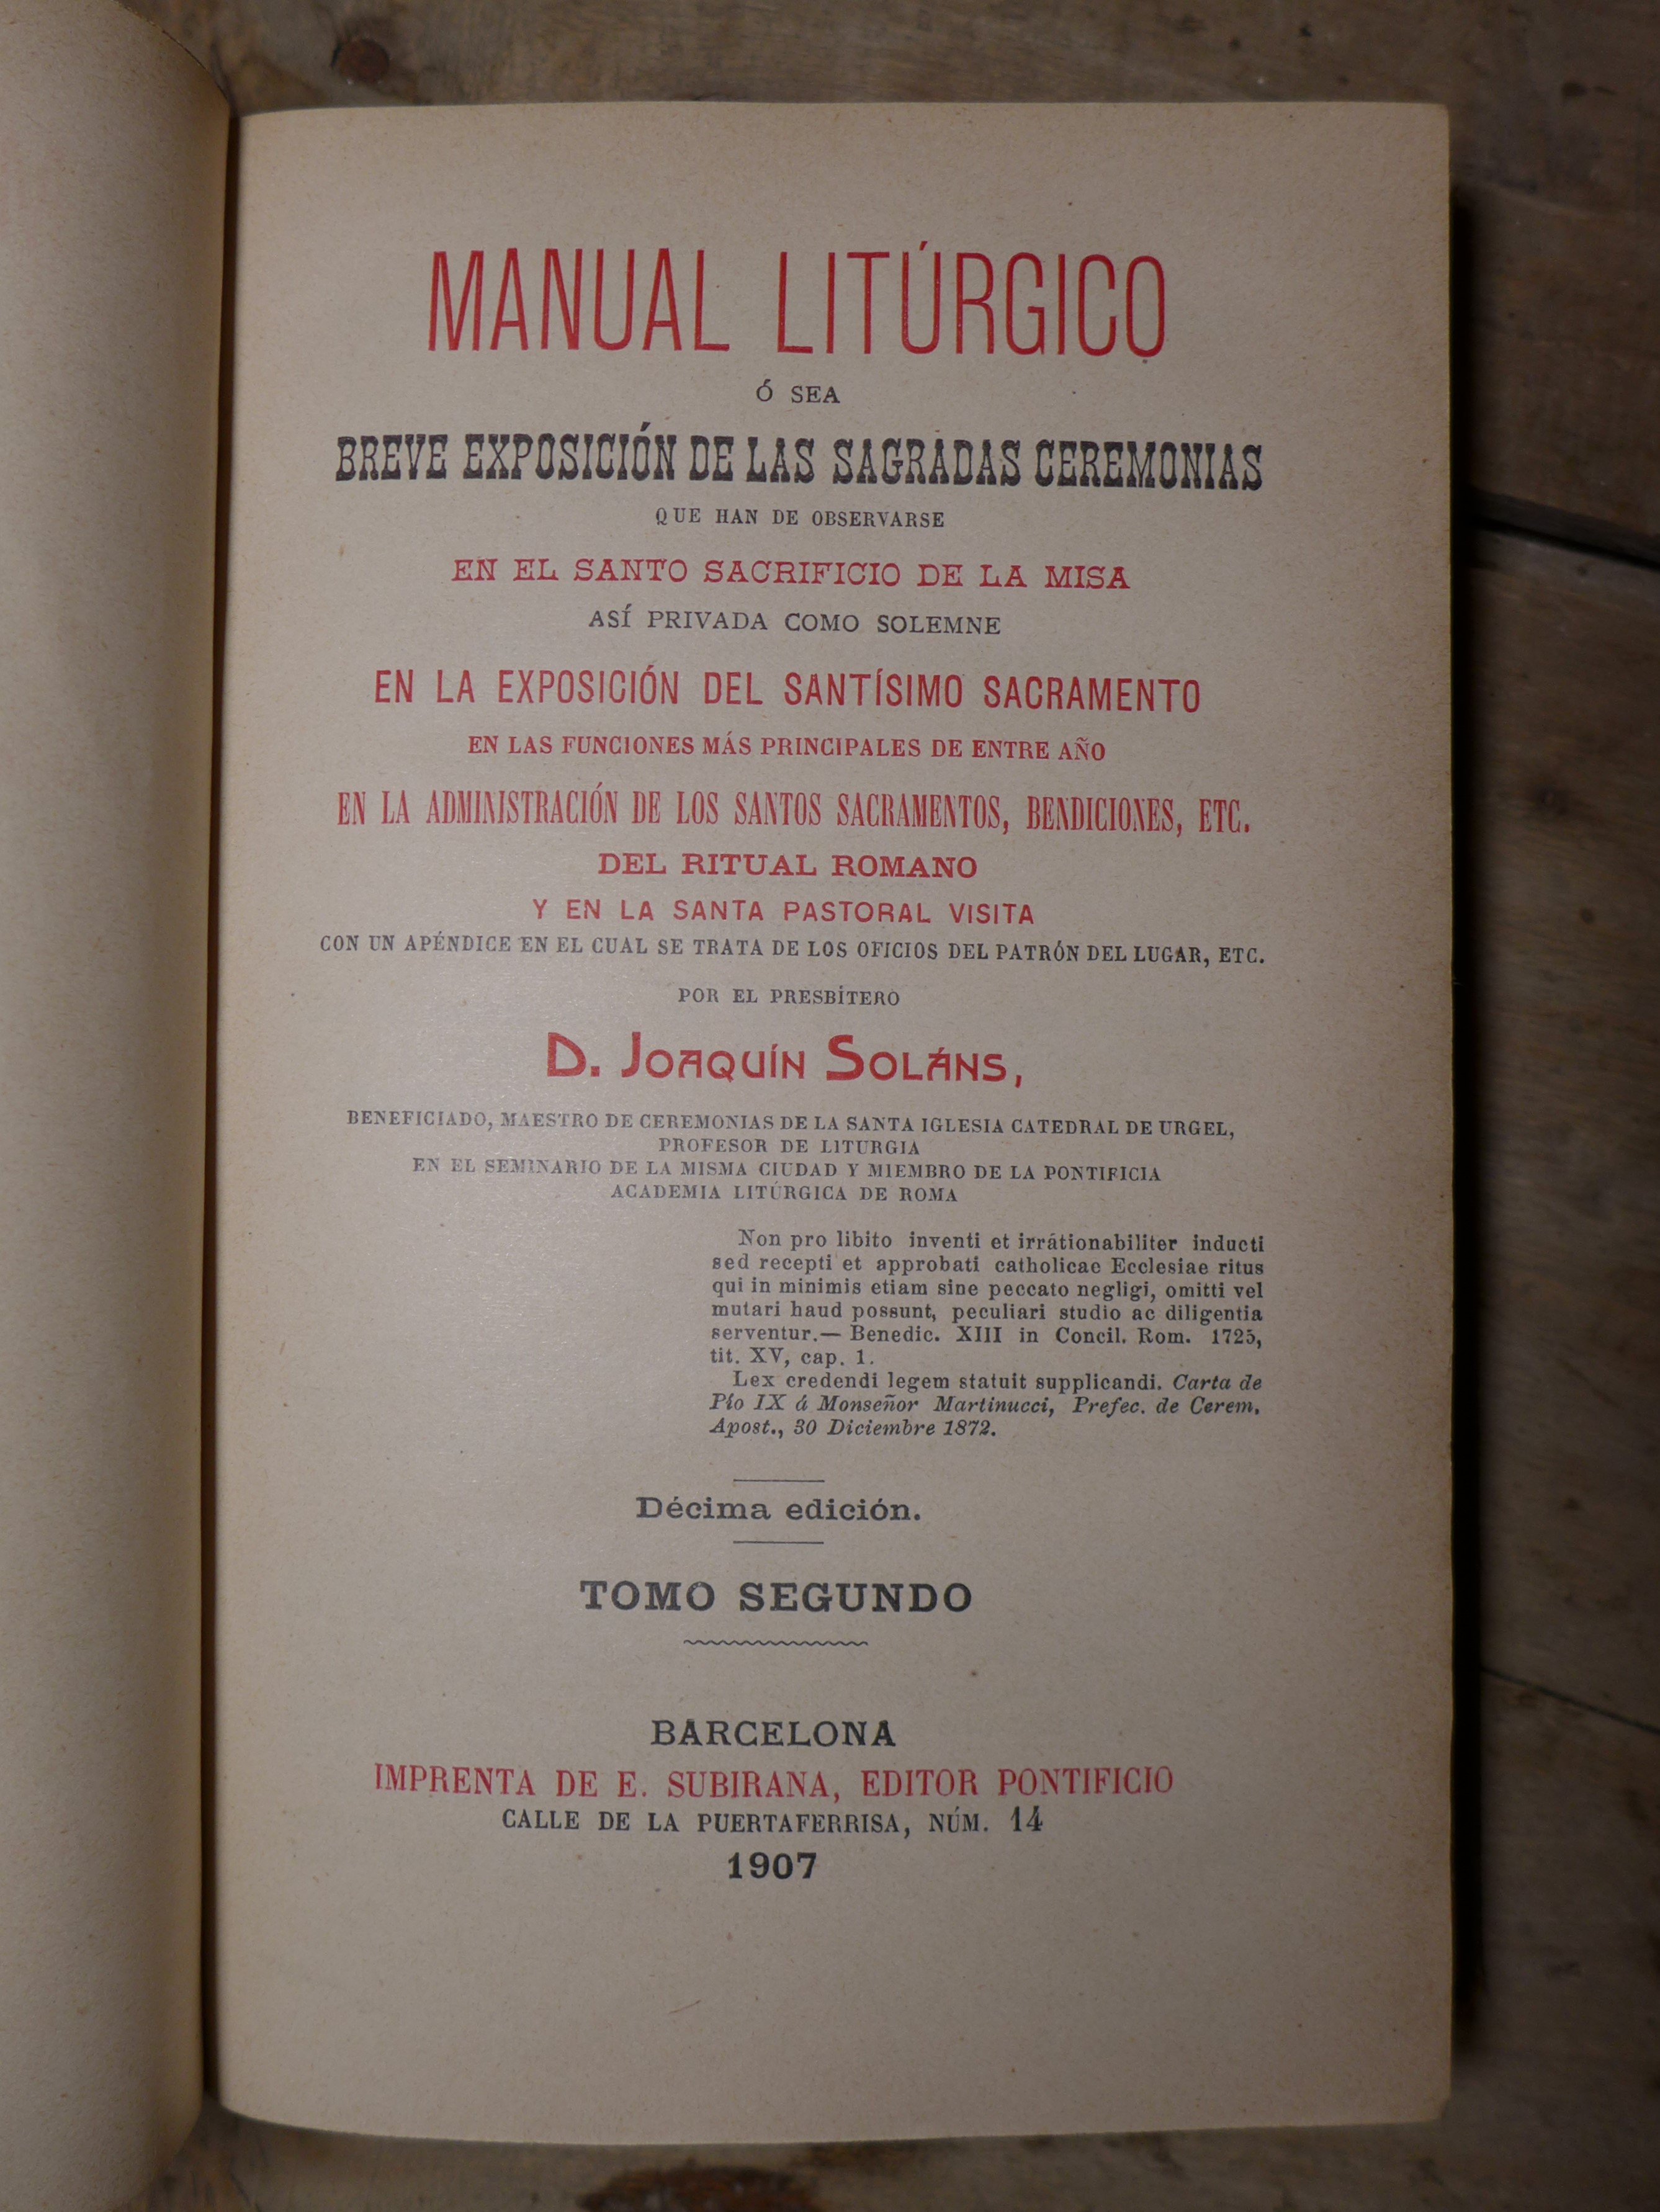 MANUAL LITÚRGICO
Ó SEA
BREVE EXPOSICIÓN DE LAS SAGRADAS CEREMONIAS
QUE HAN DE OBSERVARSE
EN EL SANTO SACRIFICIO DE LA MISA
ASÍ PRIVADA COMO SOLEMNE
EN LA EXPOSICIÓN DEL SANTÍSIMO SACRAMENTO
EN LAS FUNCIONES MÁS PRINCIPALES DE ENTRE AÑO
EN LA ADMINISTRACIÓN DE LOS SANTOS SACRAMENTOS, BENDICIONES, ETC.
DEL RITUAL ROMANO
Y EN LA SANTA PASTORAL VISITA
CON UN APÉNDICE EN EL CUAL SE TRATA DE LOS OFICIOS DEL PATRÓN DEL LUGAR, ETC.
POR EL PRESBÍTERO
D. JOAQUÍN SOLÁNS,
BENEFICIADO, MAESTRO DE CEREMONIAS DE LA SANTA IGLESIA CATEDRAL DE URGEL,
PROFESOR DE LITURGIA
EN EL SEMINARIO DE LA MISMA CIUDAD Y MIEMBRO DE LA PONTIFICIA
ACADEMIA LITÚRGICA DE ROMA
Non pro libito inventi et irrátionabiliter inducti
sed recepti et approbati catholicae Ecclesiae ritus
qui in minimis etiam sine peccato negligi, omitti vel
mutari haud possunt, peculiari studio ac diligentia
serventur.— Benedic. XIII in Concil. Rom. 1725,
tit. XV, cap. 1.
Lex credendi legem statuit supplicandi. Carta de
Pío IX á Monseñor Martinucci, Prefec. de Cerem.
Apost., 30 Diciembre 1872.
Décima edición.
TOMO SEGUNDO
BARCELONA
IMPRENTA DE E. SUBIRANA, EDITOR PONTIFICIO
CALLE DE LA PUERTAFERRISA, NÚM. 14
1907